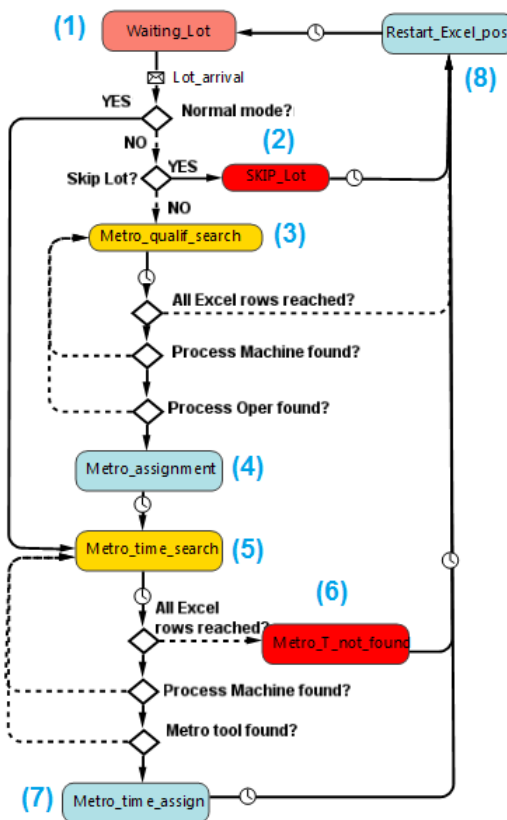 (1)
Waiting_Lot
Restart_Excel_pos
(8)
Lot_arrival
YES
Normal mode?
NO
(2)
Skip Lot?
YES
SKIP_Lot
NO
Metro_qualif_search
(3)
All Excel rows reached?
Process Machine found?
Process Oper found?
Metro_assignment
(4)
Metro_time_search
(5)
(6)
All Excel
rows reached?
Metro_T_not_found
Process Machine found?
Metro tool found?
(7)
Metro_time_assign